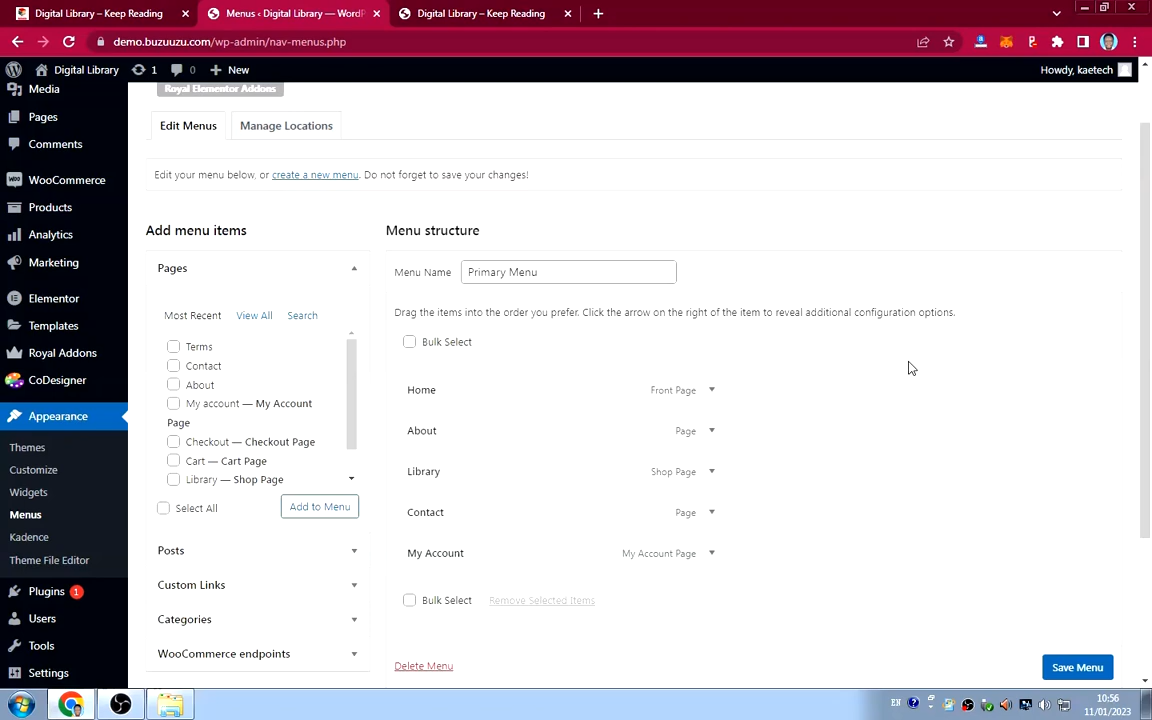 Digital Library – Keep Reading
Menus ‹ Digital Library — WordP
Digital Library – Keep Reading
demo.buzuuzu.com/wp-admin/nav-menus.php
Digital Library
1
0
New
Howdy, kaetech
Media
Pages
Comments
WooCommerce
Products
Analytics
Marketing
Elementor
Templates
Royal Addons
CoDesigner
Appearance
Themes
Customize
Widgets
Menus
Kadence
Theme File Editor
Plugins 1
Users
Tools
Settings
Royal Elementor Addons
Edit Menus
Manage Locations
Edit your menu below, or create a new menu. Do not forget to save your changes!
Add menu items
Pages
Most Recent
View All
Search
Terms
Contact
About
My account — My Account
Page
Checkout — Checkout Page
Cart — Cart Page
Library — Shop Page
Select All
Add to Menu
Posts
Custom Links
Categories
WooCommerce endpoints
Menu structure
Menu Name
Primary Menu
Drag the items into the order you prefer. Click the arrow on the right of the item to reveal additional configuration options.
Bulk Select
Home
Front Page
About
Page
Library
Shop Page
Contact
Page
My Account
My Account Page
Bulk Select
Remove Selected Items
Delete Menu
Save Menu
EN
10:56
11/01/2023